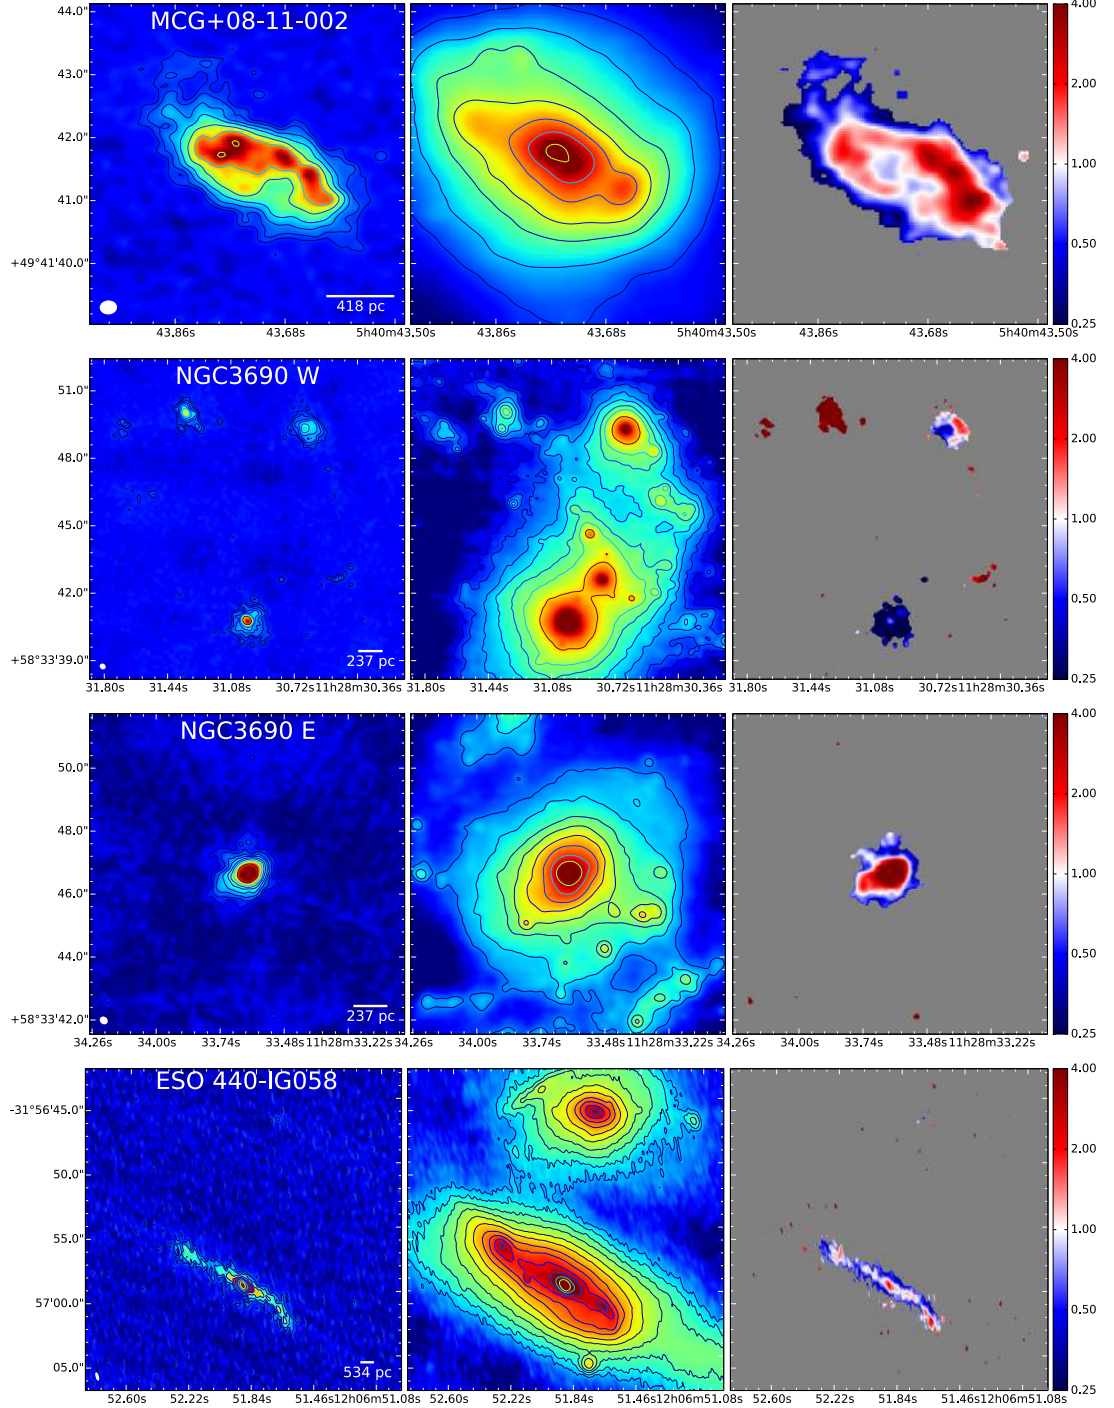 MCG+08-11-002
44.0"
43.0"
42.0"
41.0"
+49°41'40.0"
418 pc
43.86s 43.68s 5h40m43.50s
43.86s 43.68s 5h40m43.50s
43.86s 43.68s 5h40m43.50s
4.00
2.00
1.00
0.50
0.25
NGC3690 W
51.0"
48.0"
45.0"
42.0"
+58°33'39.0"
237 pc
31.80s 31.44s 31.08s 30.72s11h28m30.36s
31.80s 31.44s 31.08s 30.72s11h28m30.36s
31.80s 31.44s 31.08s 30.72s11h28m30.36s
4.00
2.00
1.00
0.50
0.25
NGC3690 E
50.0"
48.0"
46.0"
44.0"
+58°33'42.0"
237 pc
34.26s 34.00s 33.74s 33.48s11h28m33.22s
34.26s 34.00s 33.74s 33.48s11h28m33.22s
34.26s 34.00s 33.74s 33.48s11h28m33.22s
4.00
2.00
1.00
0.50
0.25
ESO 440-IG058
-31°56'45.0"
50.0"
55.0"
57'00.0"
05.0"
534 pc
52.60s 52.22s 51.84s 51.46s12h06m51.08s
52.60s 52.22s 51.84s 51.46s12h06m51.08s
52.60s 52.22s 51.84s 51.46s12h06m51.08s
4.00
2.00
1.00
0.50
0.25